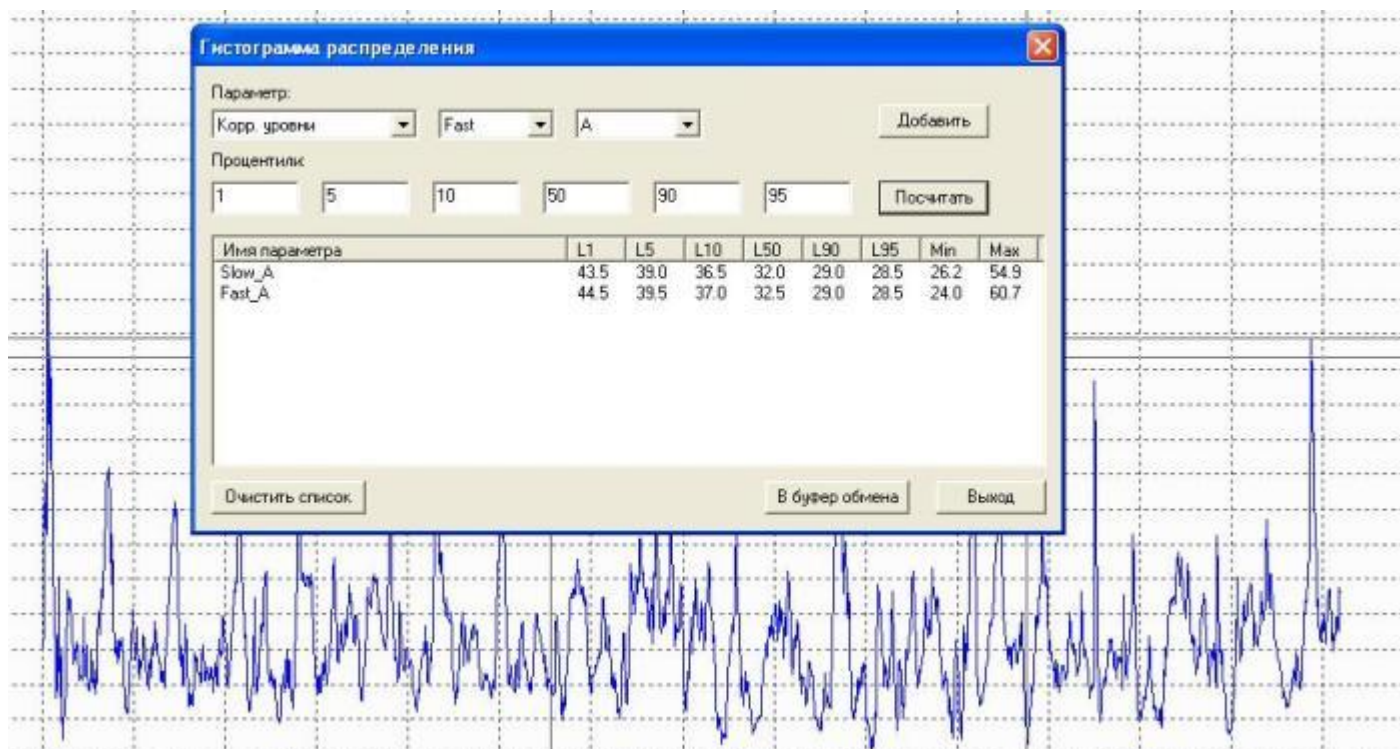 Гистограмма распределения
Параметр:
Корр. уровни Fast A Добавить
Процентили:
1 5 10 50 90 95 Посчитать
Имя параметра L1 L5 L10 L50 L90 L95 Min Max
Slow_A 43.5 39.0 36.5 32.0 29.0 28.5 26.2 54.9
Fast_A 44.5 39.5 37.0 32.5 29.0 28.5 24.0 60.7
Очистить список В буфер обмена Выход